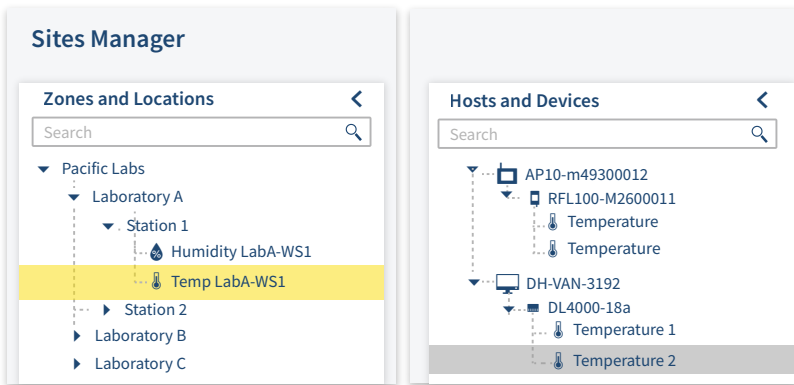 Sites Manager
Zones and Locations
Search
Pacific Labs
Laboratory A
Station 1
% Humidity LabA-WS1
Temp LabA-WS1
Station 2
Laboratory B
Laboratory C
Hosts and Devices
Search
AP10-m49300012
RFL100-M2600011
Temperature
Temperature
DH-VAN-3192
DL4000-18a
Temperature 1
Temperature 2